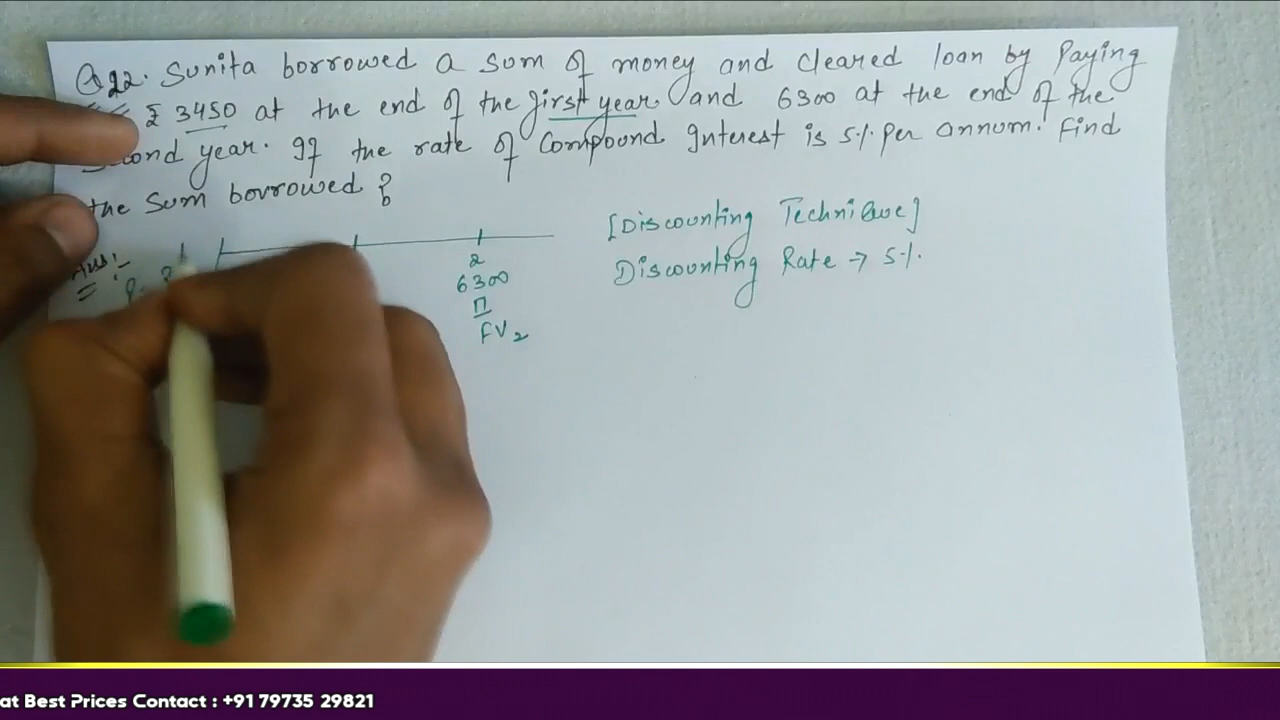 Q22. Sunita borrowed a sum of money and cleared loan by Paying
₹ 3450 at the end of the first year and 6300 at the end of the
year. If the rate of Compound Interest is 5% Per annum. Find
the Sum borrowed ?
[Discounting Technique]
Discounting Rate → 5%.
Ans:-
2
6300
FV2
at Best Prices Contact : +91 79735 29821